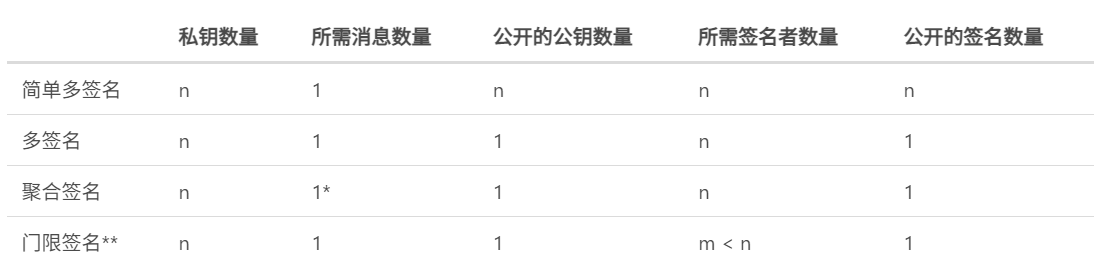 私钥数量 所需消息数量 公开的公钥数量 所需签名者数量 公开的签名数量
简单多签名 n 1 n n n
多签名 n 1 1 n 1
聚合签名 n 1* 1 n 1
门限签名** n 1 1 m < n 1